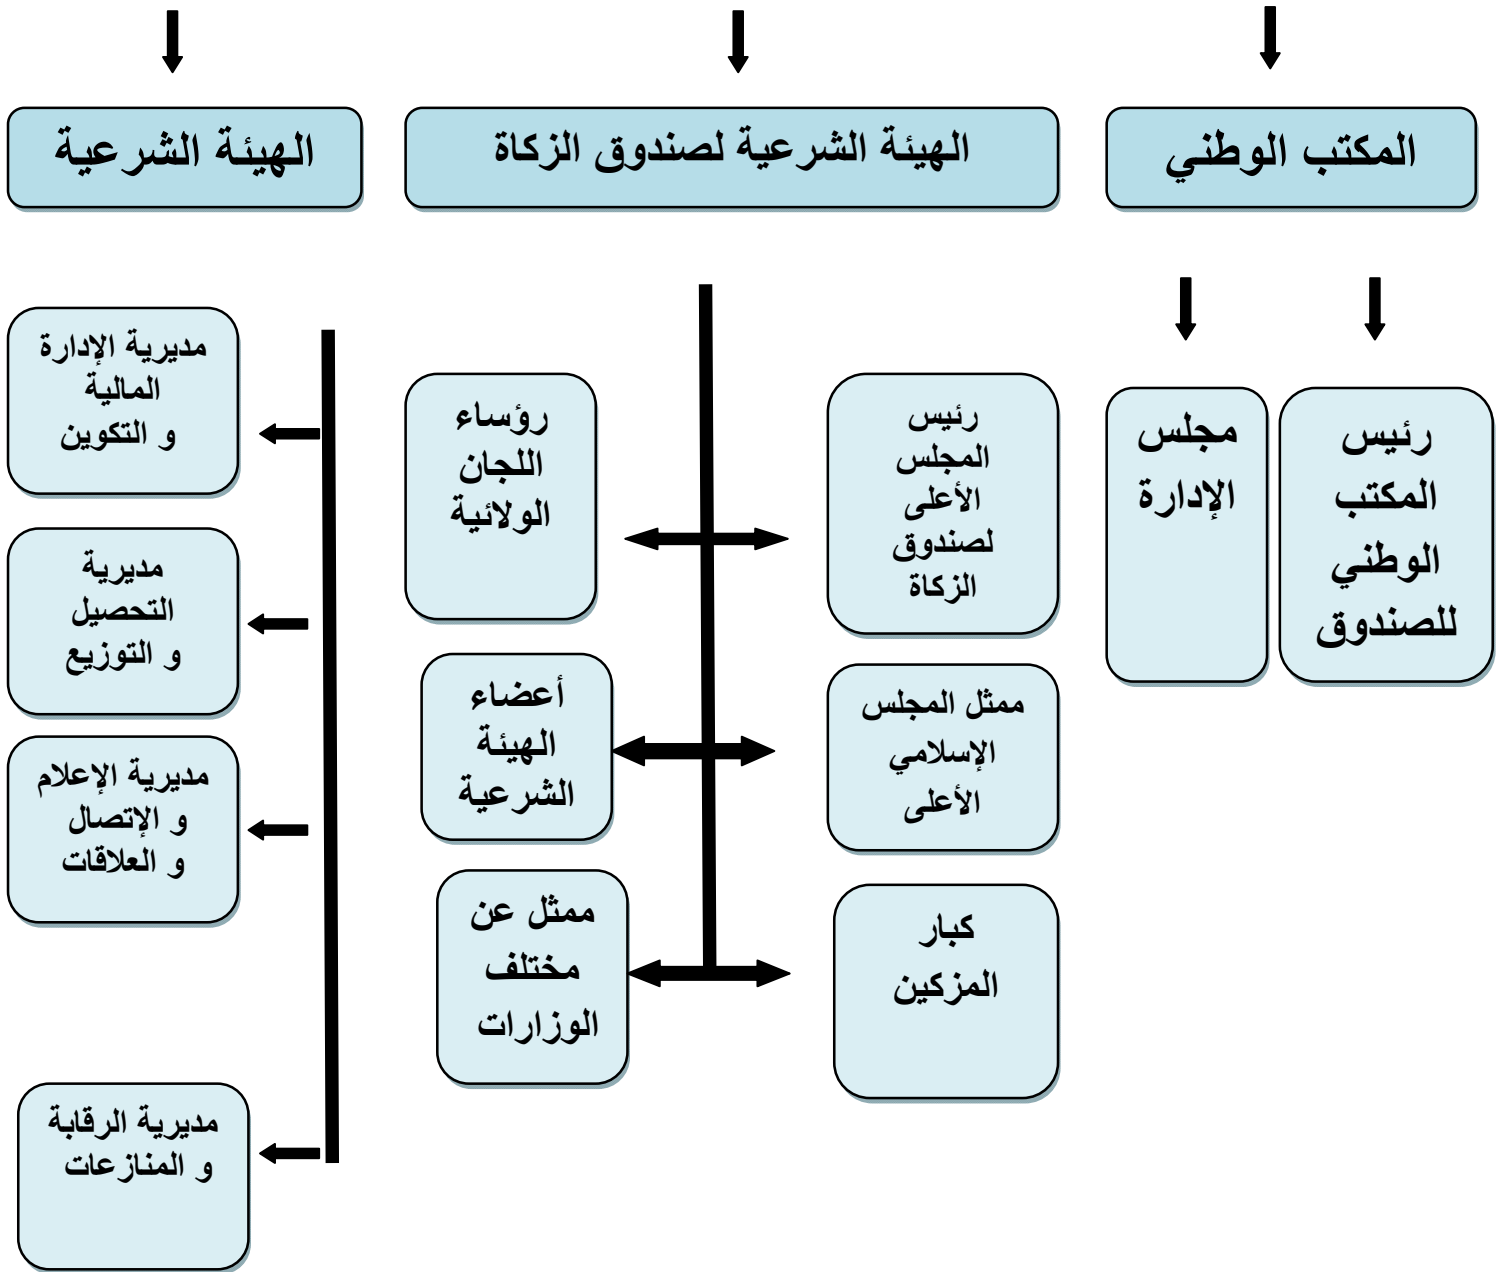 المكتب الوطني
الهيئة الشرعية لصندوق الزكاة
الهيئة الشرعية
رئيس
المكتب
الوطني
للصندوق
مجلس
الإدارة
رئيس
المجلس
الأعلى
لصندوق
الزكاة
ممثل المجلس
الإسلامي
الأعلى
كبار
المزكين
رؤساء
اللجان
الولائية
أعضاء
الهيئة
الشرعية
ممثل عن
مختلف
الوزارات
مديرية الإدارة
المالية
و التكوين
مديرية
التحصيل
و التوزيع
مديرية الإعلام
و الإتصال
و العلاقات
مديرية الرقابة
و المنازعات